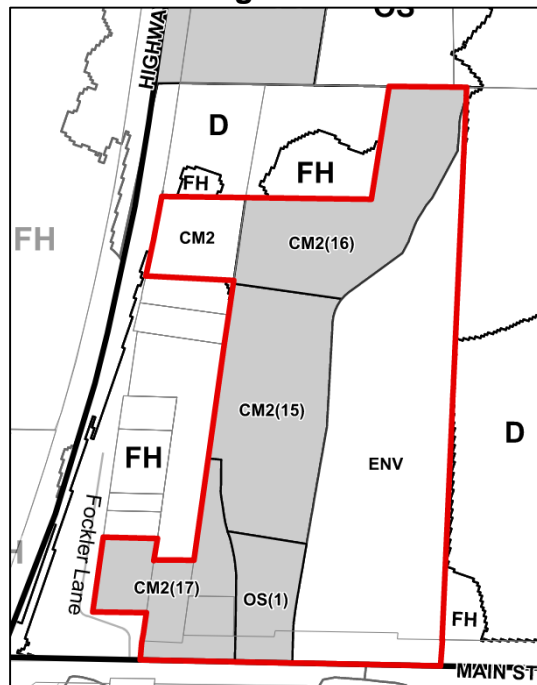 OS
HIGHWAY
D
FH
FH
FH
CM2
CM2(16)
CM2(15)
D
ENV
FH
Fockler Lane
CM2(17)
OS(1)
FH
MAIN ST